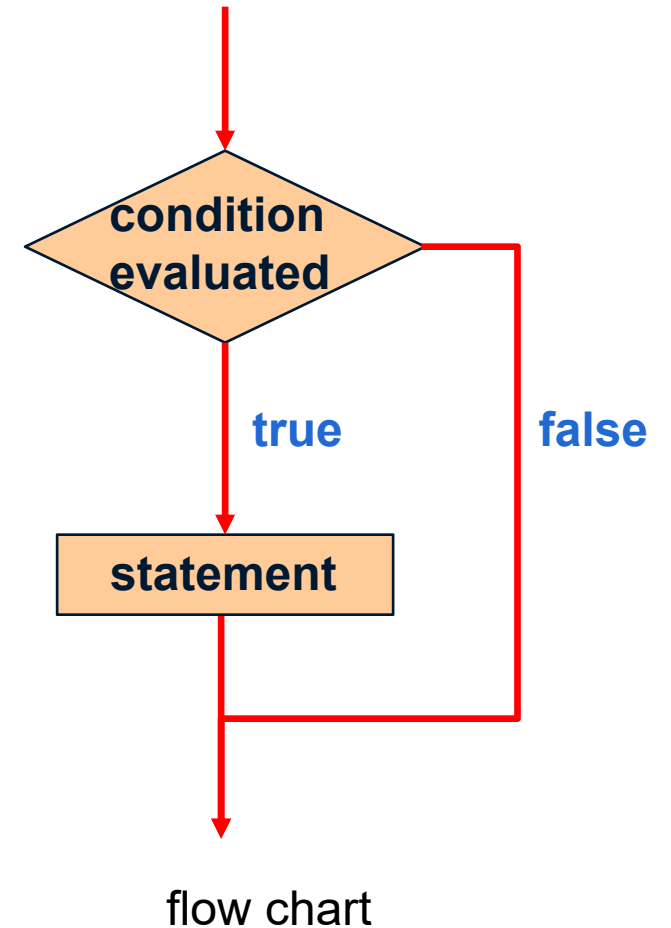 condition
evaluated
true
false
statement
flow chart